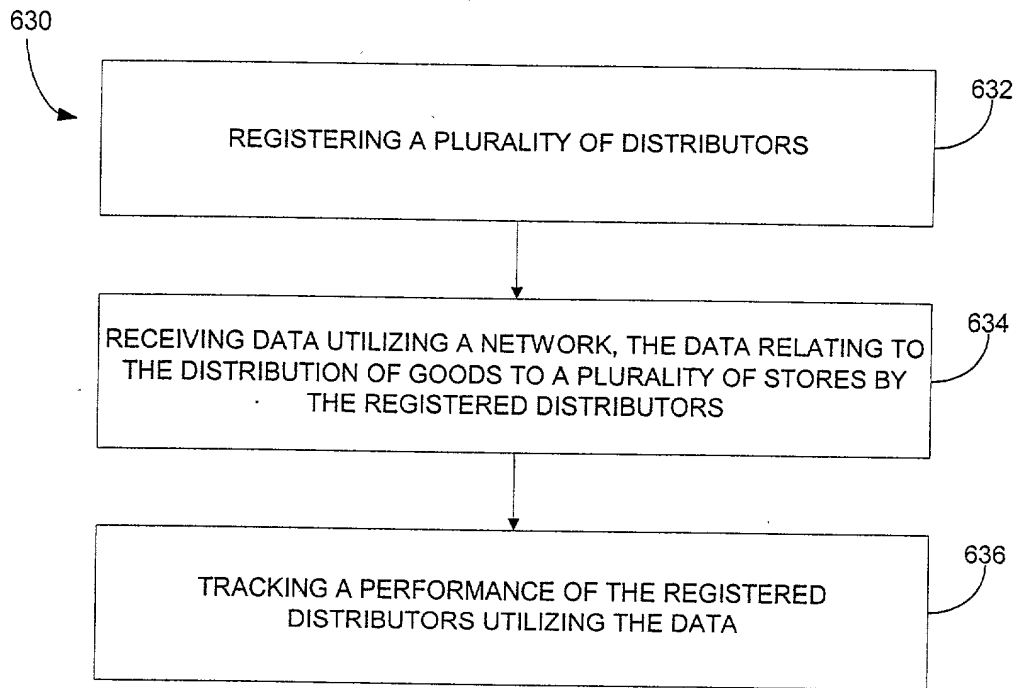 630
632
REGISTERING A PLURALITY OF DISTRIBUTORS
634
RECEIVING DATA UTILIZING A NETWORK, THE DATA RELATING TO
THE DISTRIBUTION OF GOODS TO A PLURALITY OF STORES BY
THE REGISTERED DISTRIBUTORS
636
TRACKING A PERFORMANCE OF THE REGISTERED
DISTRIBUTORS UTILIZING THE DATA